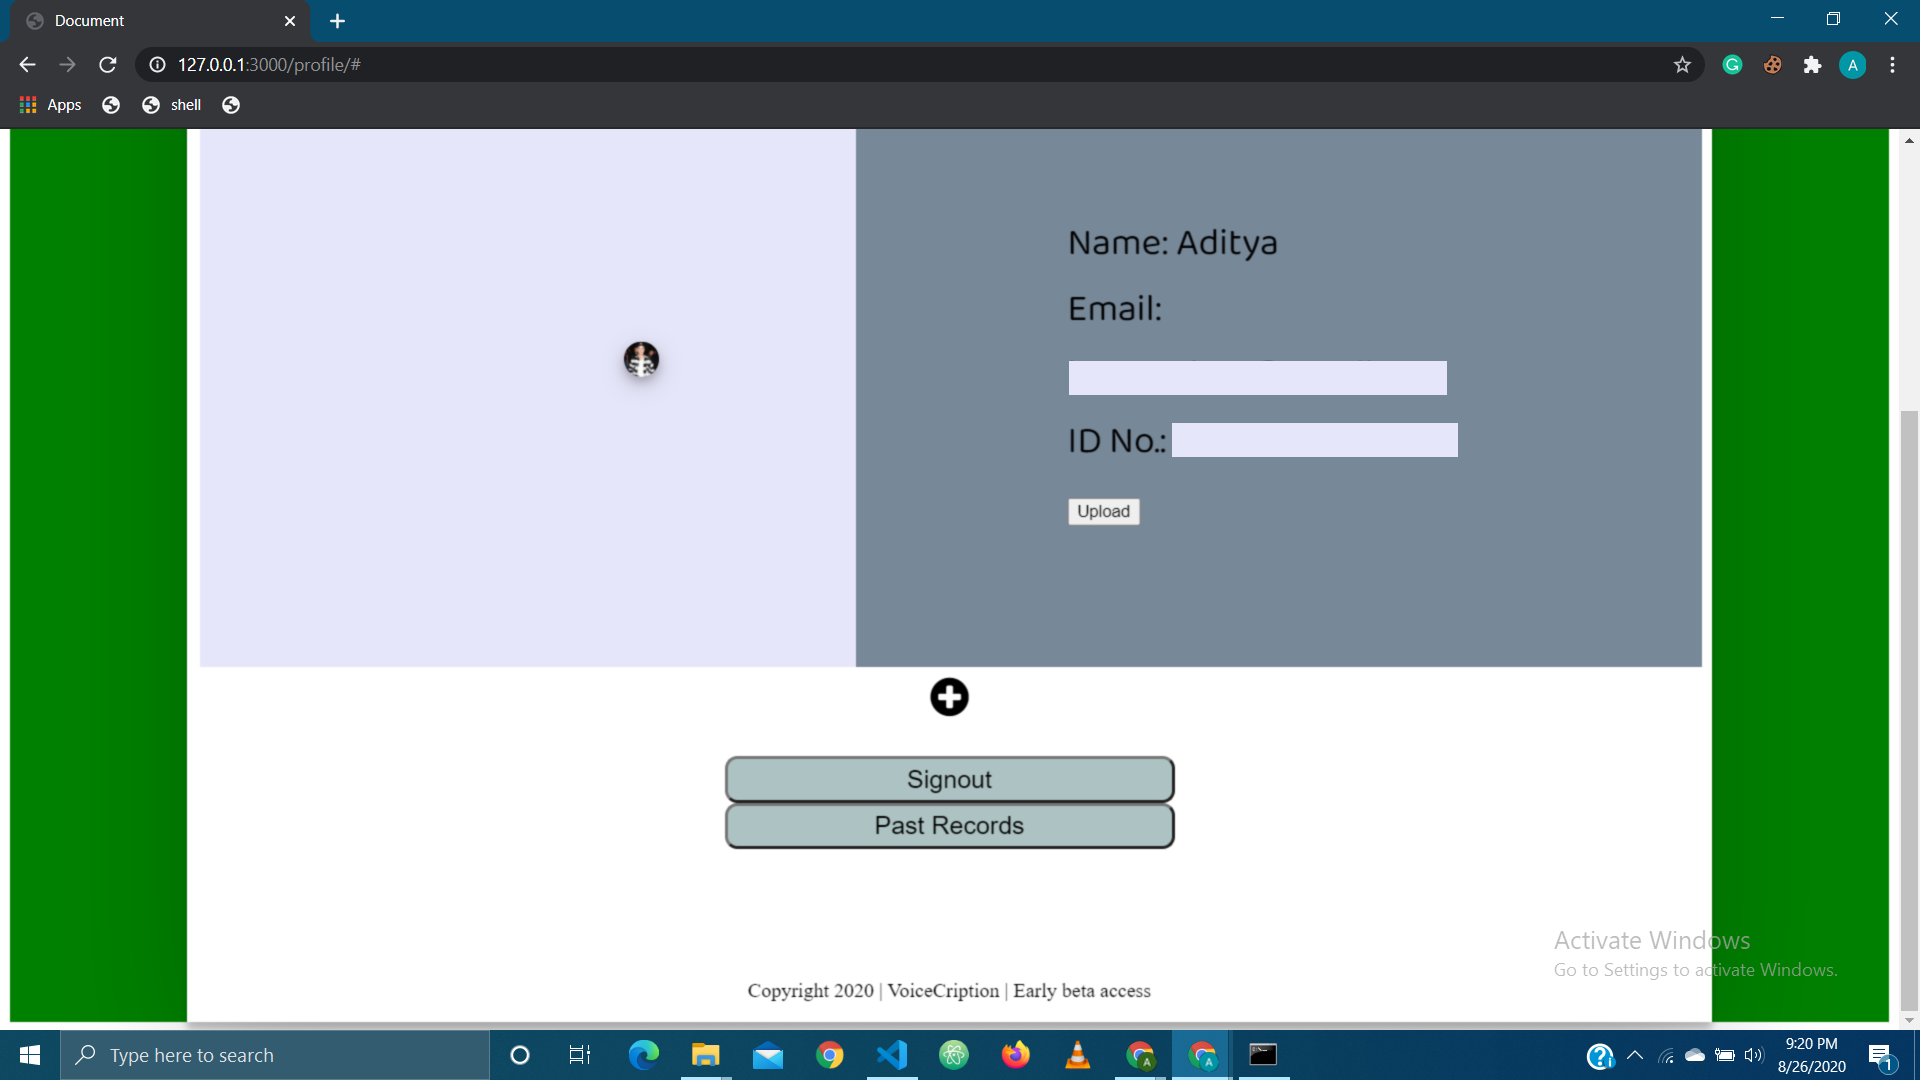 Document
127.0.0.1:3000/profile/#
A
Apps
shell
Name: Aditya
Email:
ID No.:
Upload
Signout
Past Records
Activate Windows
Go to Settings to activate Windows.
Copyright 2020 | VoiceCription | Early beta access
Type here to search
A
A
9:20 PM
8/26/2020
1